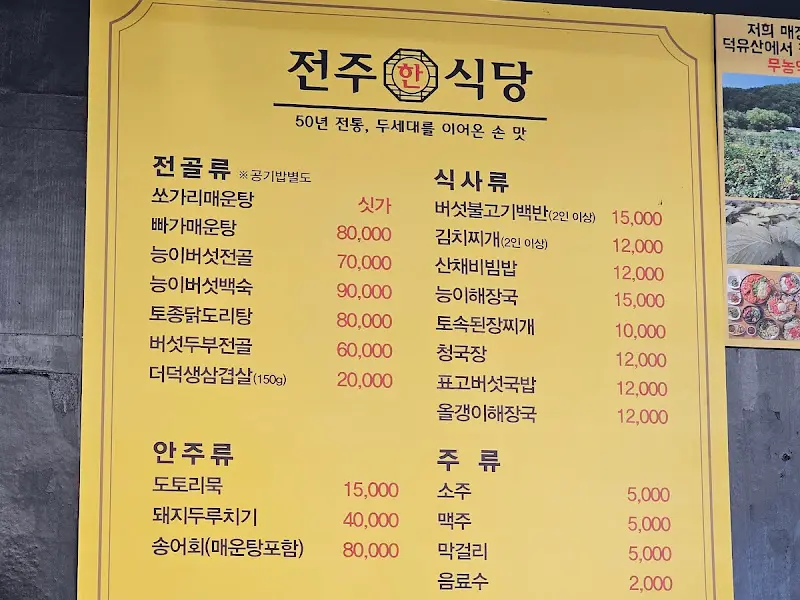 전주한식당
50년 전통, 두세대를 이어온 손 맛
전골류 ※공기밥별도
쏘가리매운탕 싯가
빠가매운탕 80,000
능이버섯전골 70,000
능이버섯백숙 90,000
토종닭도리탕 80,000
버섯두부전골 60,000
더덕생삼겹살(150g) 20,000
식사류
버섯불고기백반(2인 이상) 15,000
김치찌개(2인 이상) 12,000
산채비빔밥 12,000
능이해장국 15,000
토속된장찌개 10,000
청국장 12,000
표고버섯국밥 12,000
올갱이해장국 12,000
안주류
도토리묵 15,000
돼지두루치기 40,000
송어회(매운탕포함) 80,000
주 류
소주 5,000
맥주 5,000
막걸리 5,000
음료수 2,000
저희
덕유산에서